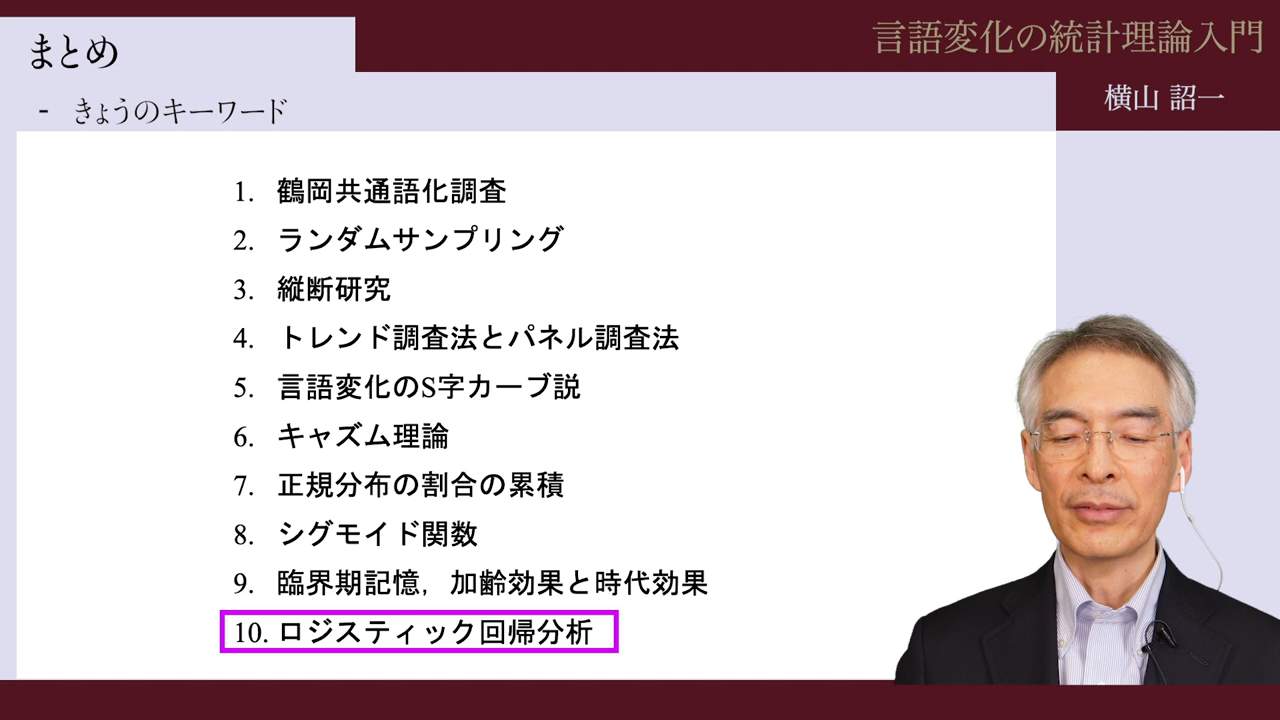 まとめ
言語変化の統計理論入門
- きょうのキーワード
横山 詔一
1. 鶴岡共通語化調査
2. ランダムサンプリング
3. 縦断研究
4. トレンド調査法とパネル調査法
5. 言語変化のS字カーブ説
6. キャズム理論
7. 正規分布の割合の累積
8. シグモイド関数
9. 臨界期記憶，加齢効果と時代効果
10. ロジスティック回帰分析